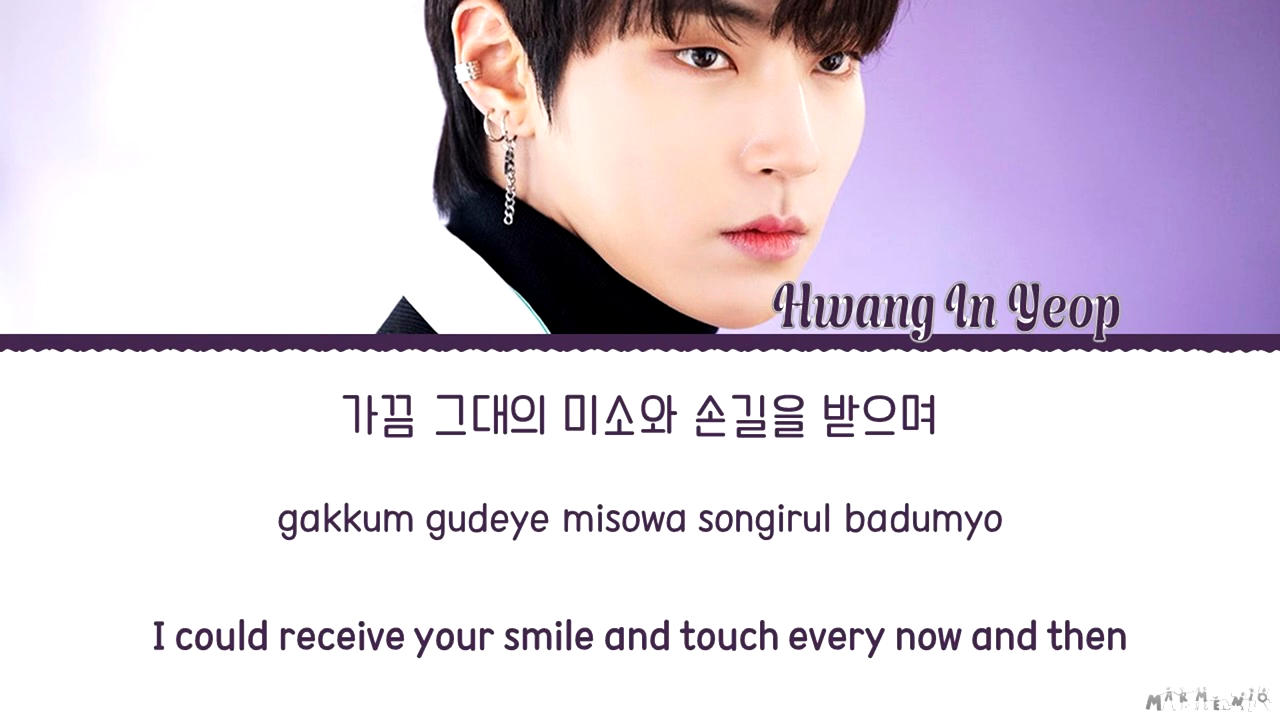 Hwang In Yeop
가끔 그대의 미소와 손길을 받으며
gakkum gudeye misowa songirul badumyo
I could receive your smile and touch every now and then